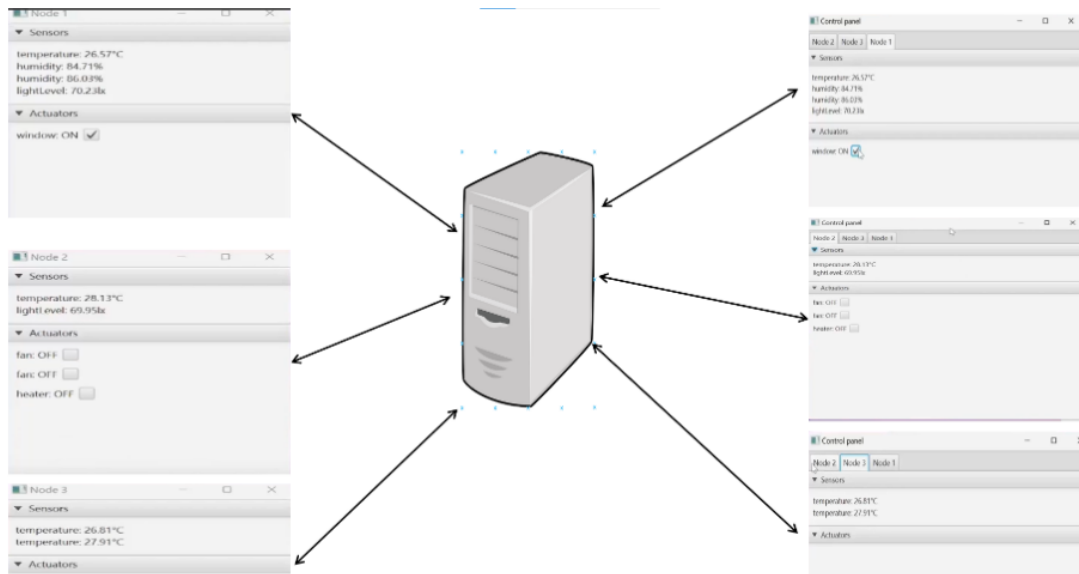 Node 1
Sensors
temperature: 26.57°C
humidity: 84.71%
humidity: 86.03%
lightLevel: 70.23lx
Actuators
window: ON
Node 2
Sensors
temperature: 28.13°C
lightLevel: 69.95lx
Actuators
fan: OFF
fan: OFF
heater: OFF
Node 3
Sensors
temperature: 26.81°C
temperature: 27.91°C
Actuators
Control panel
Node 2 Node 3 Node 1
Sensors
temperature: 26.57°C
humidity: 84.71%
humidity: 86.03%
lightLevel: 70.23lx
Actuators
window: ON
Control panel
Node 2 Node 3 Node 1
Sensors
temperature: 28.13°C
lightLevel: 69.95lx
Actuators
fan: OFF
fan: OFF
heater: OFF
Control panel
Node 2 Node 3 Node 1
Sensors
temperature: 26.81°C
temperature: 27.91°C
Actuators